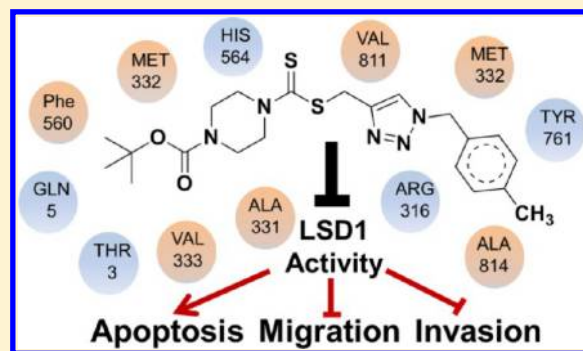 HIS
564
VAL
811
MET
332
MET
332
Phe
560
TYR
761
S
N
S
N
N
N=N
O
O
GLN
5
ALA
331
ARG
316
CH3
THR
3
VAL
333
LSD1
Activity
ALA
814
Apoptosis Migration Invasion